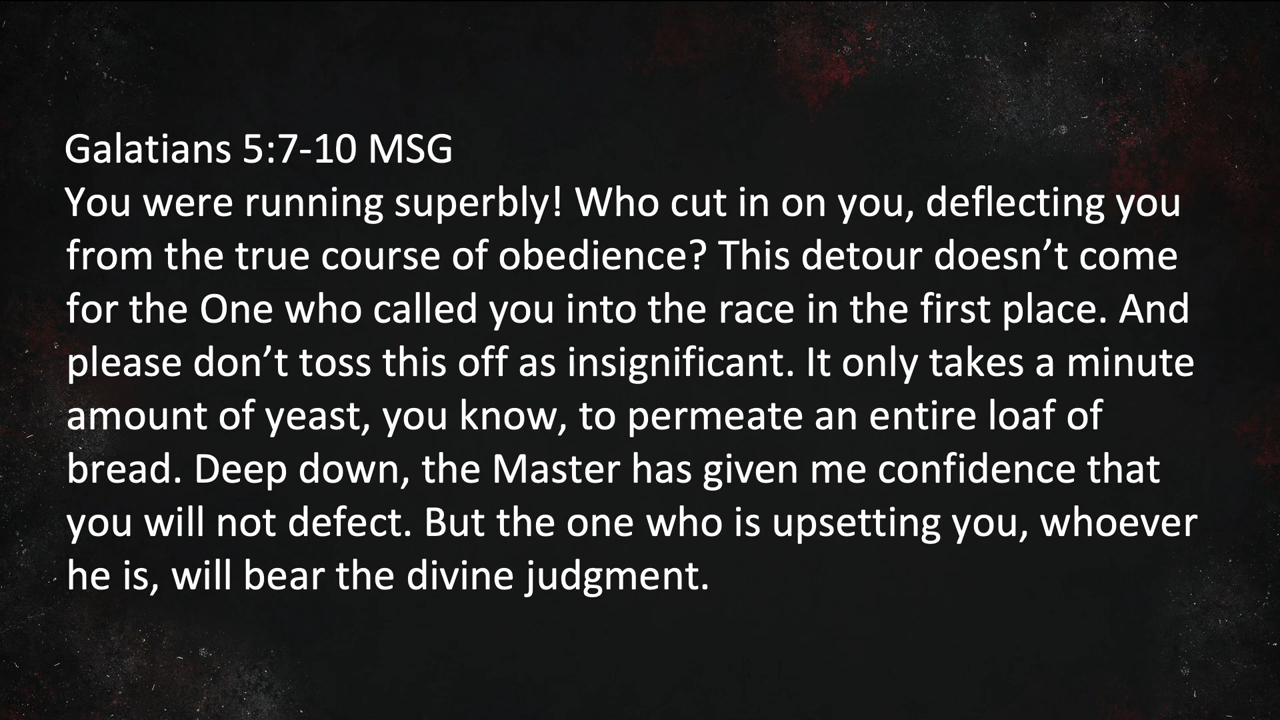 Galatians 5:7-10 MSG
You were running superbly! Who cut in on you, deflecting you
from the true course of obedience? This detour doesn’t come
for the One who called you into the race in the first place. And
please don’t toss this off as insignificant. It only takes a minute
amount of yeast, you know, to permeate an entire loaf of
bread. Deep down, the Master has given me confidence that
you will not defect. But the one who is upsetting you, whoever
he is, will bear the divine judgment.